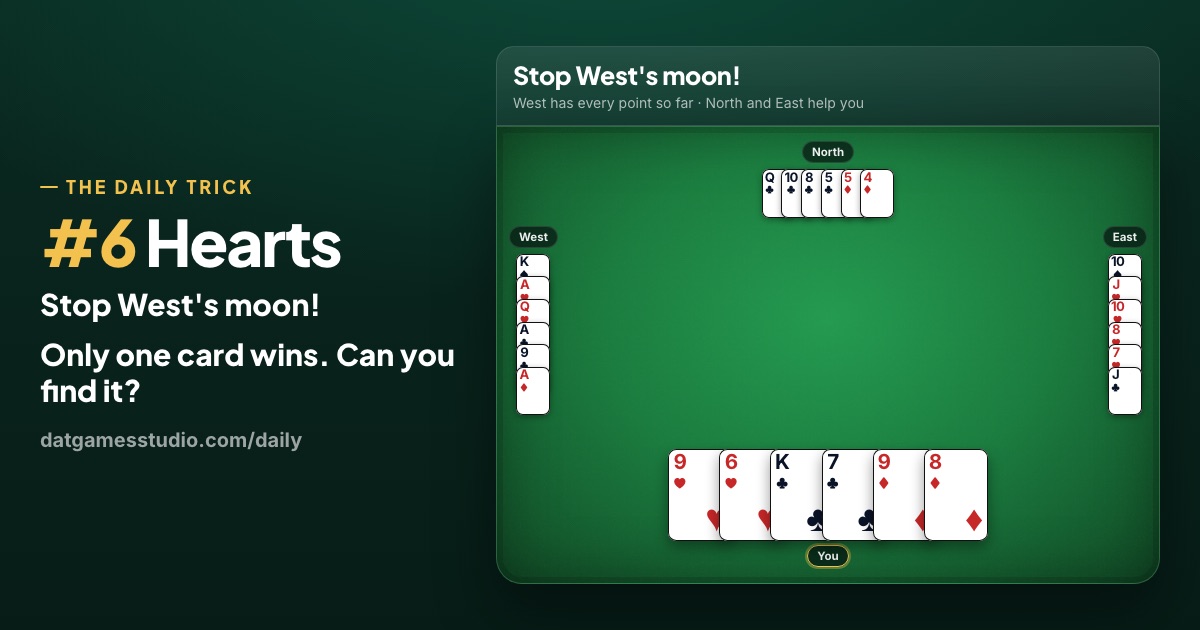 — THE DAILY TRICK
#6 Hearts
Stop West's moon!
Only one card wins. Can you
find it?
datgamesstudio.com/daily
Stop West's moon!
West has every point so far · North and East help you
North
Q♣ 10♣ 8♣ 5♣ 5♦ 4♦
West
K♠
A♥
Q♥
A♣
9♣
A♦
East
10♠
J♥
10♥
8♥
7♥
J♣
9♥ 6♥ K♣ 7♣ 9♦ 8♦
You